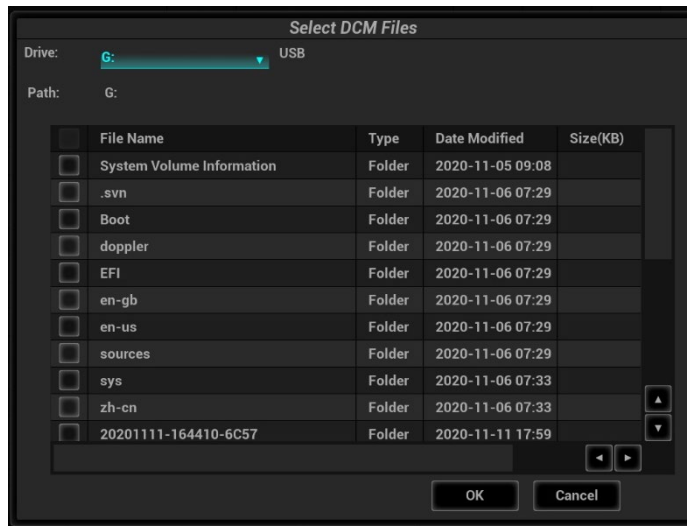 Select DCM Files
Drive: G: USB
Path: G:
File Name Type Date Modified Size(KB)
System Volume Information Folder 2020-11-05 09:08
.svn Folder 2020-11-06 07:29
Boot Folder 2020-11-06 07:29
doppler Folder 2020-11-06 07:29
EFI Folder 2020-11-06 07:29
en-gb Folder 2020-11-06 07:29
en-us Folder 2020-11-06 07:29
sources Folder 2020-11-06 07:29
sys Folder 2020-11-06 07:33
zh-cn Folder 2020-11-06 07:33
20201111-164410-6C57 Folder 2020-11-11 17:59
OK Cancel